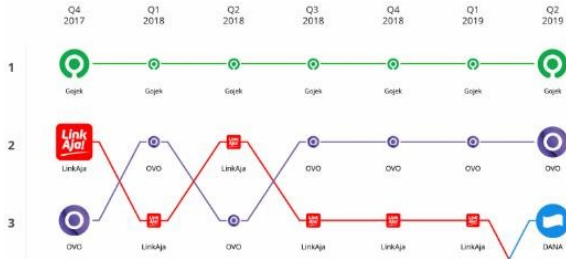 Q4 Q1 Q2 Q3 Q4 Q1 Q2
2017 2018 2018 2018 2018 2019 2019
1
Gojek Gojek Gojek Gojek Gojek Gojek Gojek
2
Link Aja!
LinkAja OVO LinkAja OVO OVO OVO OVO
3
OVO LinkAja OVO LinkAja LinkAja LinkAja DANA